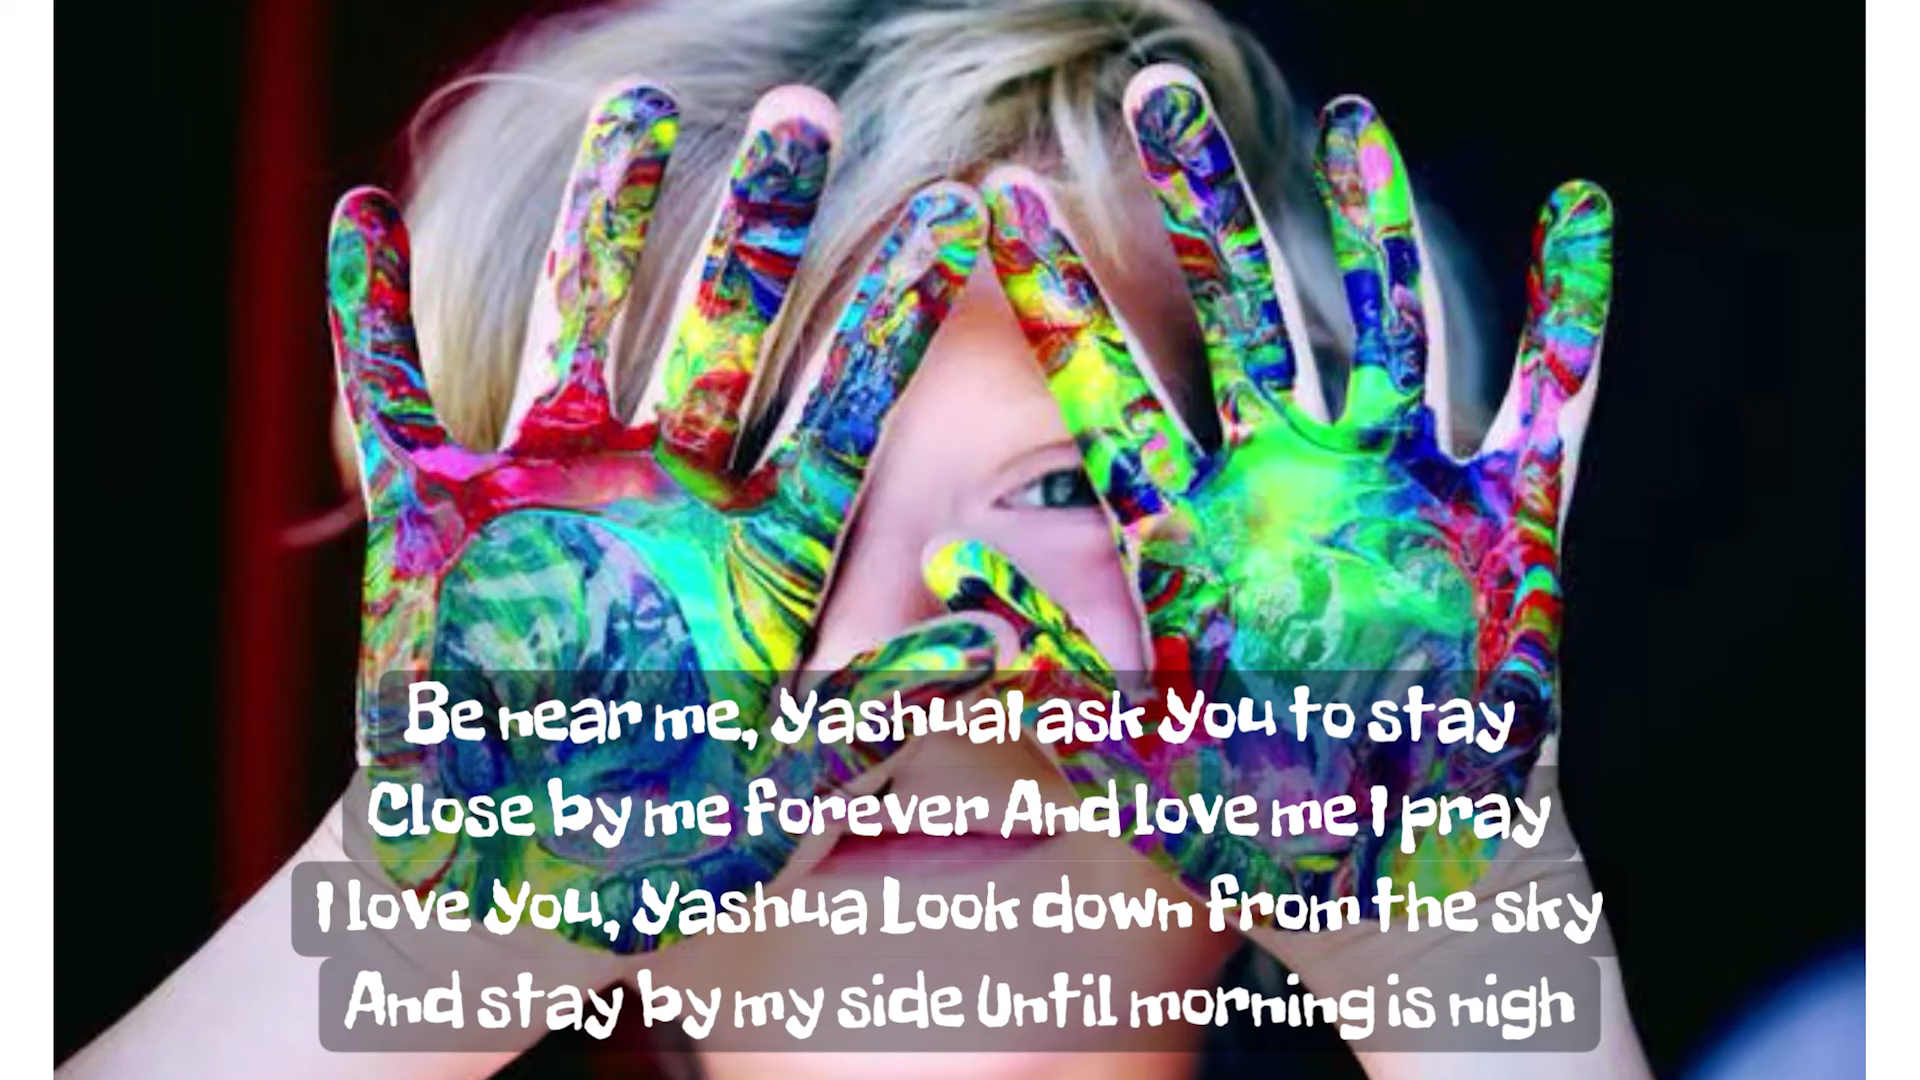 Be near me, YashuaI ask You to stay
Close by me forever And love me I pray
I love You, Yashua Look down from the sky
And stay by my side Until morning is nigh